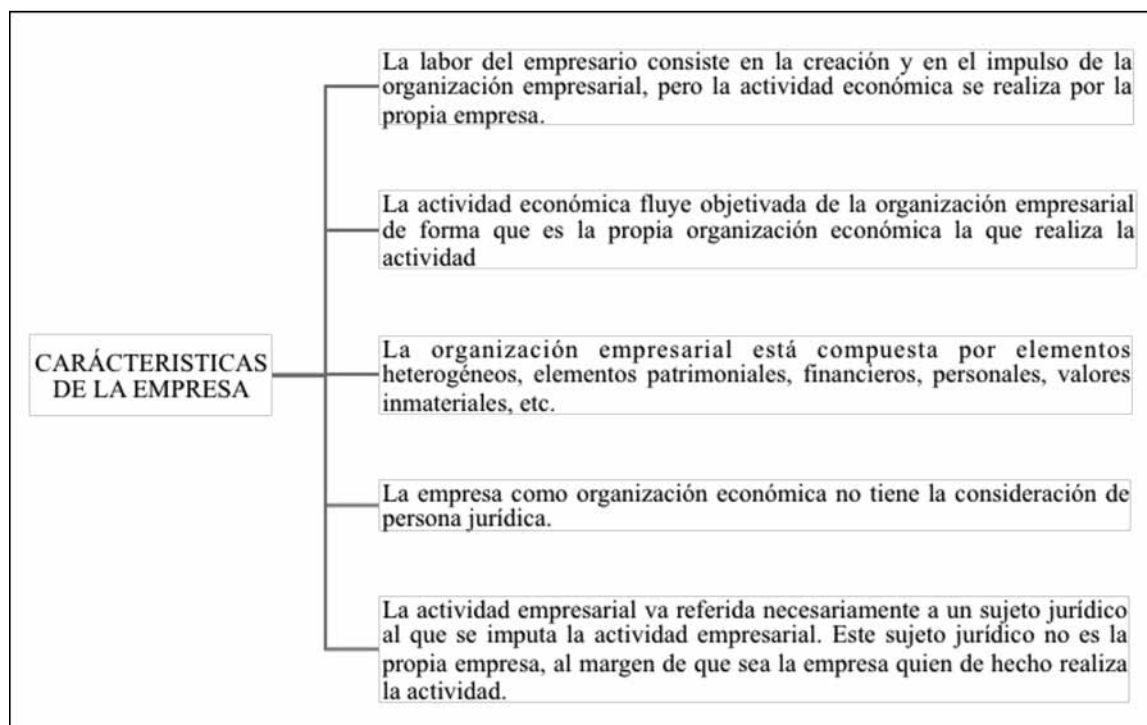 La labor del empresario consiste en la creación y en el impulso de la
organización empresarial, pero la actividad económica se realiza por la
propia empresa.
La actividad económica fluye objetivada de la organización empresarial
de forma que es la propia organización económica la que realiza la
actividad
CARÁCTERISTICAS
DE LA EMPRESA
La organización empresarial está compuesta por elementos
heterogéneos, elementos patrimoniales, financieros, personales, valores
inmateriales, etc.
La empresa como organización económica no tiene la consideración de
persona jurídica.
La actividad empresarial va referida necesariamente a un sujeto jurídico
al que se imputa la actividad empresarial. Este sujeto jurídico no es la
propia empresa, al margen de que sea la empresa quien de hecho realiza
la actividad.